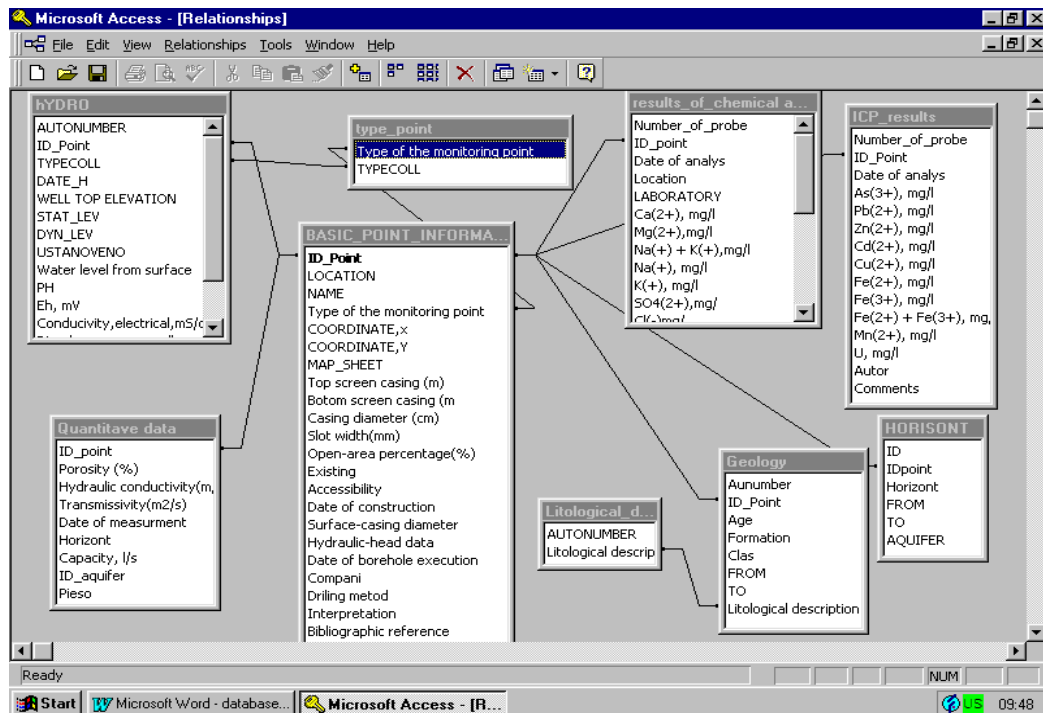 Microsoft Access - [Relationships]
File Edit View Relationships Tools Window Help
hYDRO
AUTONUMBER
ID_Point
TYPECOLL
DATE_H
WELL TOP ELEVATION
STAT_LEV
DYN_LEV
USTANOVENO
Water level from surface
PH
Eh, mV
Conducivity,electrical,mS/c
type_point
Type of the monitoring point
TYPECOLL
results_of_chemical a...
Number_of_probe
ID_point
Date of analys
Location
LABORATORY
Ca(2+), mg/l
Mg(2+),mg/l
Na(+) + K(+),mg/l
Na(+), mg/l
K(+), mg/l
SO4(2+),mg/
Cl(-)mg/
ICP_results
Number_of_probe
ID_Point
Date of analys
As(3+), mg/l
Pb(2+), mg/l
Zn(2+), mg/l
Cd(2+), mg/l
Cu(2+), mg/l
Fe(2+), mg/l
Fe(3+), mg/l
Fe(2+) + Fe(3+), mg,
Mn(2+), mg/l
U, mg/l
Autor
Comments
BASIC_POINT_INFORMA...
ID_Point
LOCATION
NAME
Type of the monitoring point
COORDINATE,x
COORDINATE,Y
MAP_SHEET
Top screen casing (m)
Botom screen casing (m
Casing diameter (cm)
Slot width(mm)
Open-area percentage(%)
Existing
Accessibility
Date of construction
Surface-casing diameter
Hydraulic-head data
Date of borehole execution
Compani
Driling metod
Interpretation
Bibliographic reference
Quantitave data
ID_point
Porosity (%)
Hydraulic conductivity(m,
Transmissivity(m2/s)
Date of measurment
Horizont
Capacity, l/s
ID_aquifer
Pieso
Litological_d...
AUTONUMBER
Litological descrip
Geology
Aunumber
ID_Point
Age
Formation
Clas
FROM
TO
Litological description
HORISONT
ID
IDpoint
Horizont
FROM
TO
AQUIFER
Ready
NUM
Start
Microsoft Word - database...
Microsoft Access - [R...
US
09:48